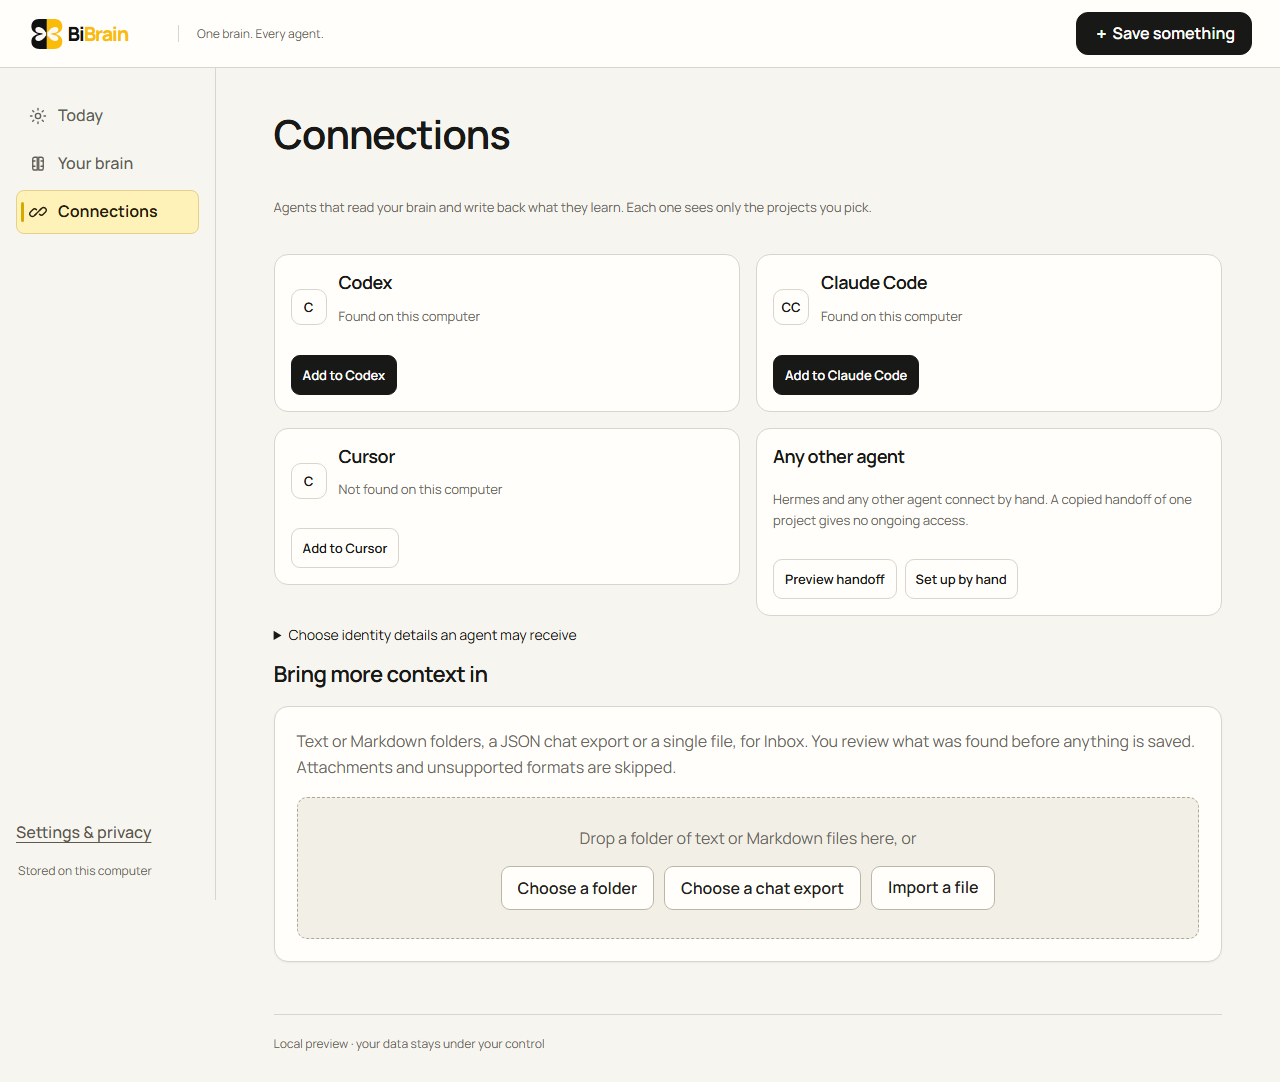 BiBrain
One brain. Every agent.
+ Save something
Today
Your brain
Connections
Settings & privacy
Stored on this computer
Connections
Agents that read your brain and write back what they learn. Each one sees only the projects you pick.
C
Codex
Found on this computer
Add to Codex
CC
Claude Code
Found on this computer
Add to Claude Code
C
Cursor
Not found on this computer
Add to Cursor
Any other agent
Hermes and any other agent connect by hand. A copied handoff of one
project gives no ongoing access.
Preview handoff
Set up by hand
Choose identity details an agent may receive
Bring more context in
Text or Markdown folders, a JSON chat export or a single file, for Inbox. You review what was found before anything is saved.
Attachments and unsupported formats are skipped.
Drop a folder of text or Markdown files here, or
Choose a folder
Choose a chat export
Import a file
Local preview · your data stays under your control